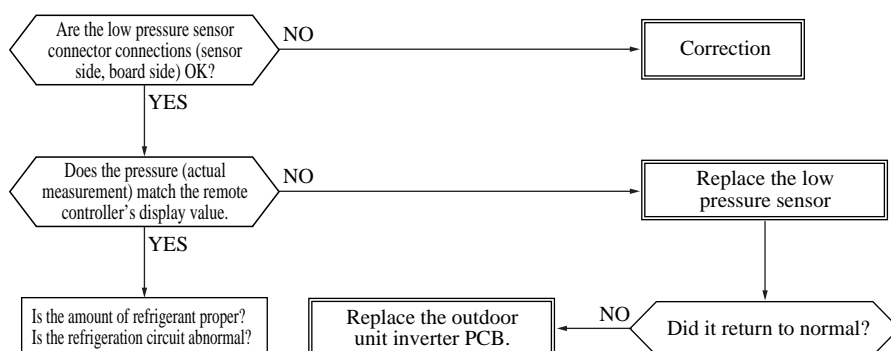 Are the low pressure sensor
connector connections (sensor
side, board side) OK?
NO
Correction
YES
Does the pressure (actual
measurement) match the remote
controller's display value.
NO
Replace the low
pressure sensor
YES
Is the amount of refrigerant proper?
Is the refrigeration circuit abnormal?
Replace the outdoor
unit inverter PCB.
NO
Did it return to normal?